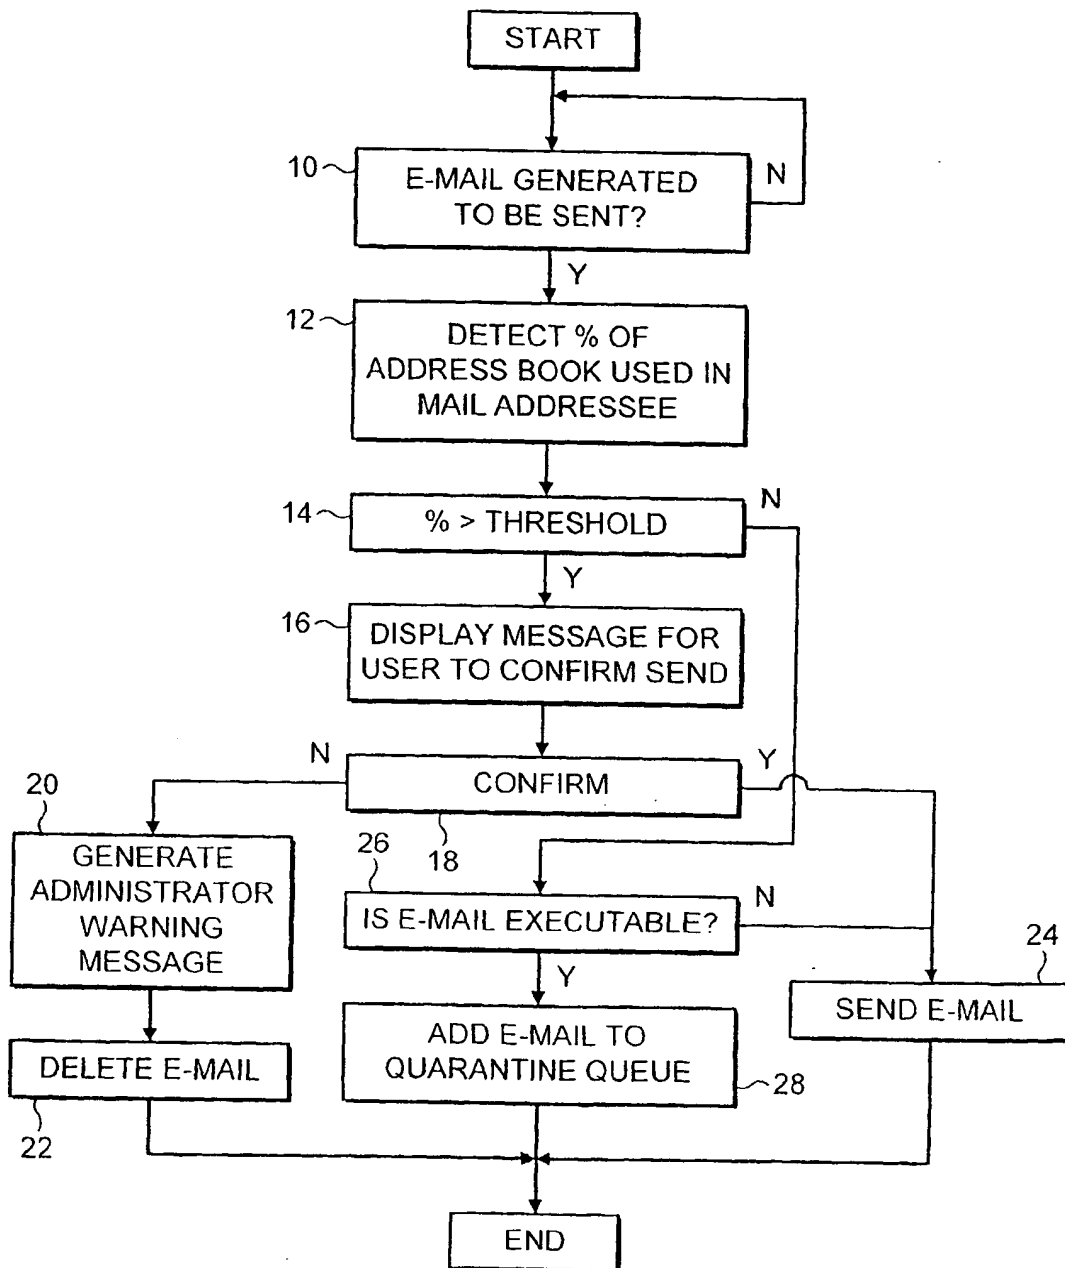 START
10
E-MAIL GENERATED
TO BE SENT?
N
Y
12
DETECT % OF
ADDRESS BOOK USED IN
MAIL ADDRESSEE
14
% > THRESHOLD
N
Y
16
DISPLAY MESSAGE FOR
USER TO CONFIRM SEND
N
CONFIRM
Y
18
20
GENERATE
ADMINISTRATOR
WARNING
MESSAGE
26
IS E-MAIL EXECUTABLE?
N
Y
24
SEND E-MAIL
DELETE E-MAIL
22
ADD E-MAIL TO
QUARANTINE QUEUE
28
END